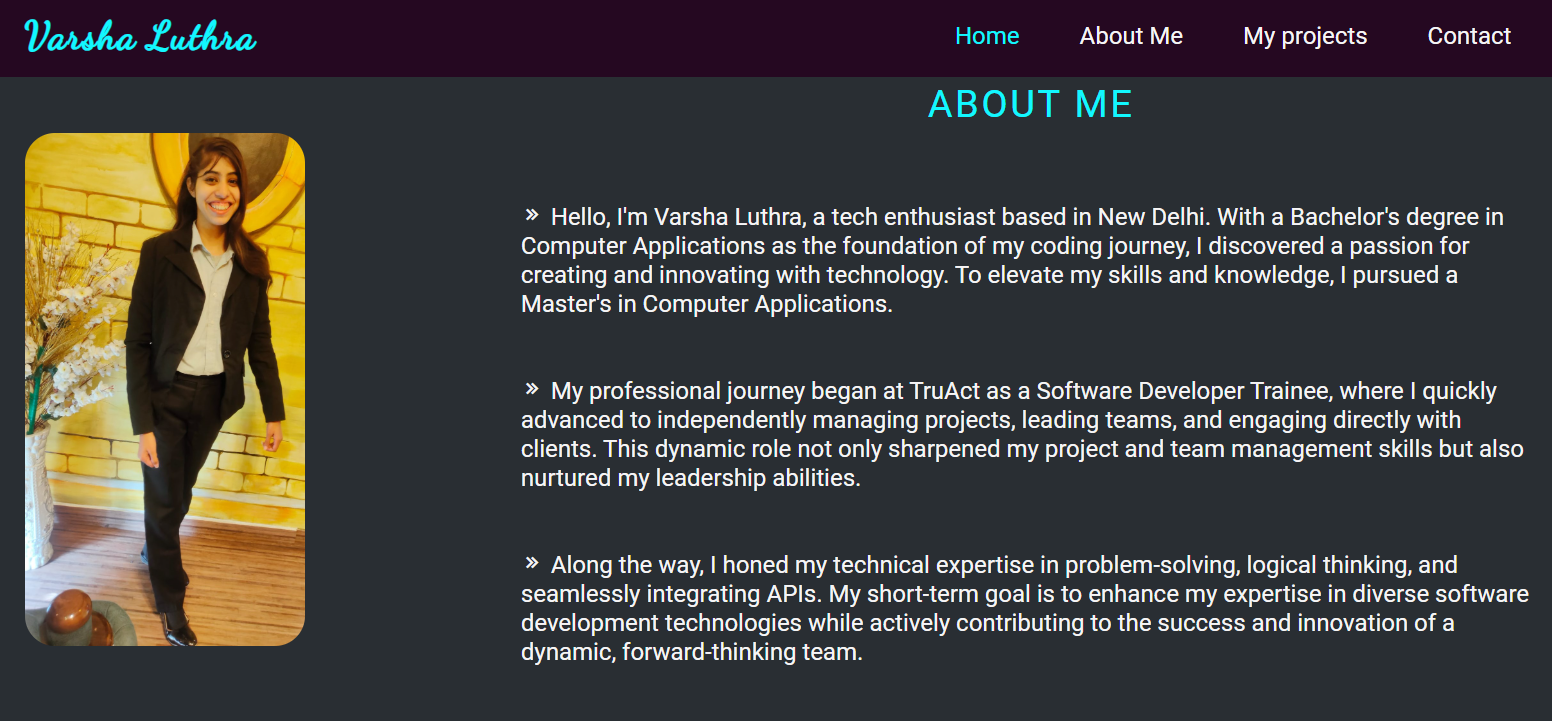 Varsha Luthra
Home
About Me
My projects
Contact
ABOUT ME
» Hello, I'm Varsha Luthra, a tech enthusiast based in New Delhi. With a Bachelor's degree in
Computer Applications as the foundation of my coding journey, I discovered a passion for
creating and innovating with technology. To elevate my skills and knowledge, I pursued a
Master's in Computer Applications.
» My professional journey began at TruAct as a Software Developer Trainee, where I quickly
advanced to independently managing projects, leading teams, and engaging directly with
clients. This dynamic role not only sharpened my project and team management skills but also
nurtured my leadership abilities.
» Along the way, I honed my technical expertise in problem-solving, logical thinking, and
seamlessly integrating APIs. My short-term goal is to enhance my expertise in diverse software
development technologies while actively contributing to the success and innovation of a
dynamic, forward-thinking team.